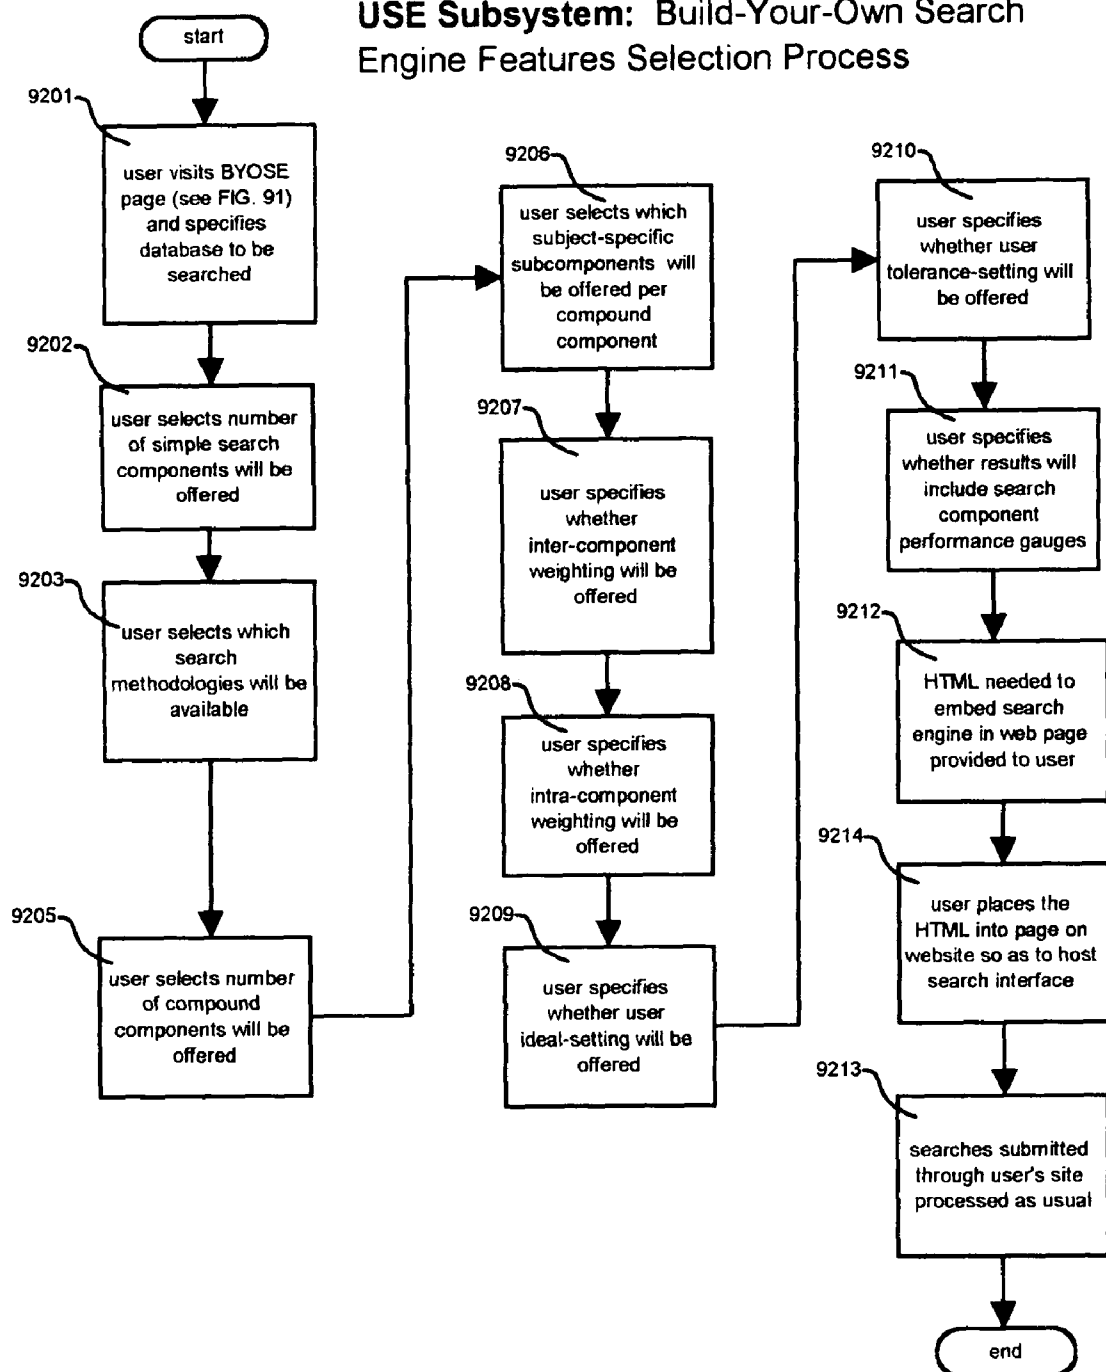 USE Subsystem: Build-Your-Own Search
Engine Features Selection Process
start
9201
user visits BYOSE
page (see FIG. 91)
and specifies
database to be
searched
9202
user selects number
of simple search
components will be
offered
9203
user selects which
search
methodologies will be
available
9205
user selects number
of compound
components will be
offered
9206
user selects which
subject-specific
subcomponents will
be offered per
compound
component
9207
user specifies
whether
inter-component
weighting will be
offered
9208
user specifies
whether
intra-component
weighting will be
offered
9209
user specifies
whether user
ideal-setting will be
offered
9210
user specifies
whether user
tolerance-setting will
be offered
9211
user specifies
whether results will
include search
component
performance gauges
9212
HTML needed to
embed search
engine in web page
provided to user
9214
user places the
HTML into page on
website so as to host
search interface
9213
searches submitted
through user's site
processed as usual
end